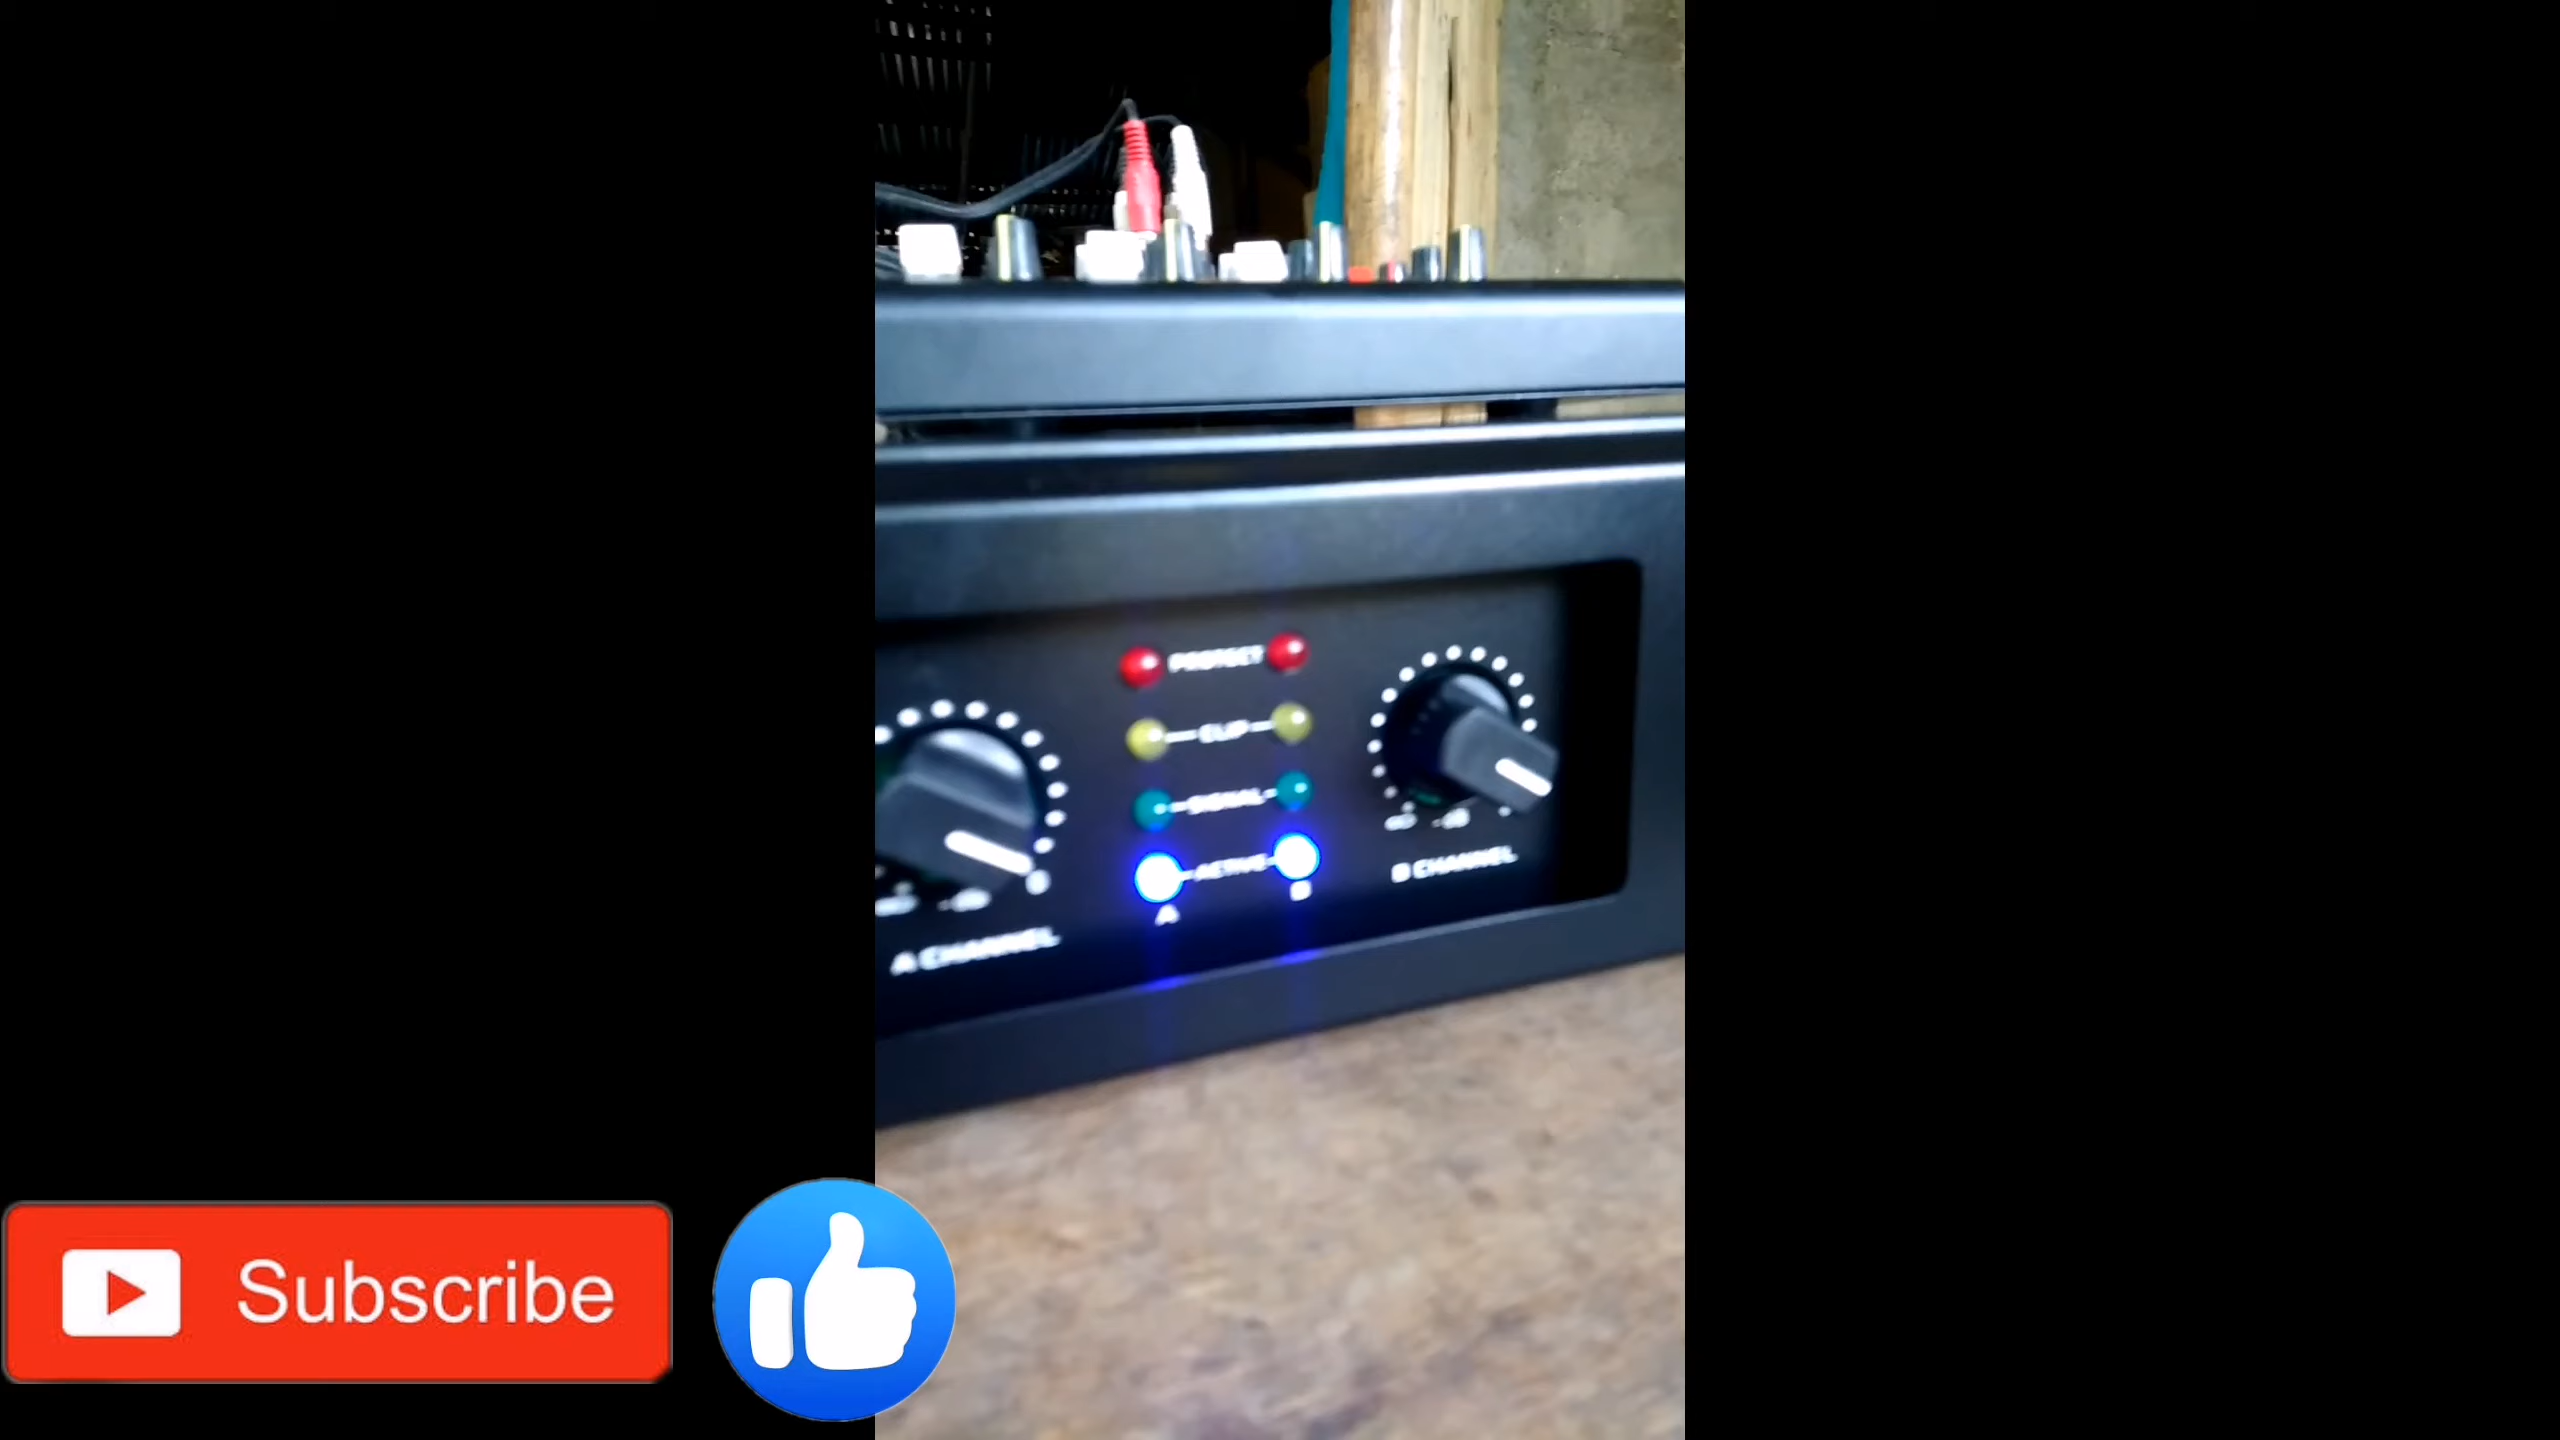 PROTECT
CLIP
SIGNAL
ACTIVE
A
B
B CHANNEL
A CHANNEL
Subscribe